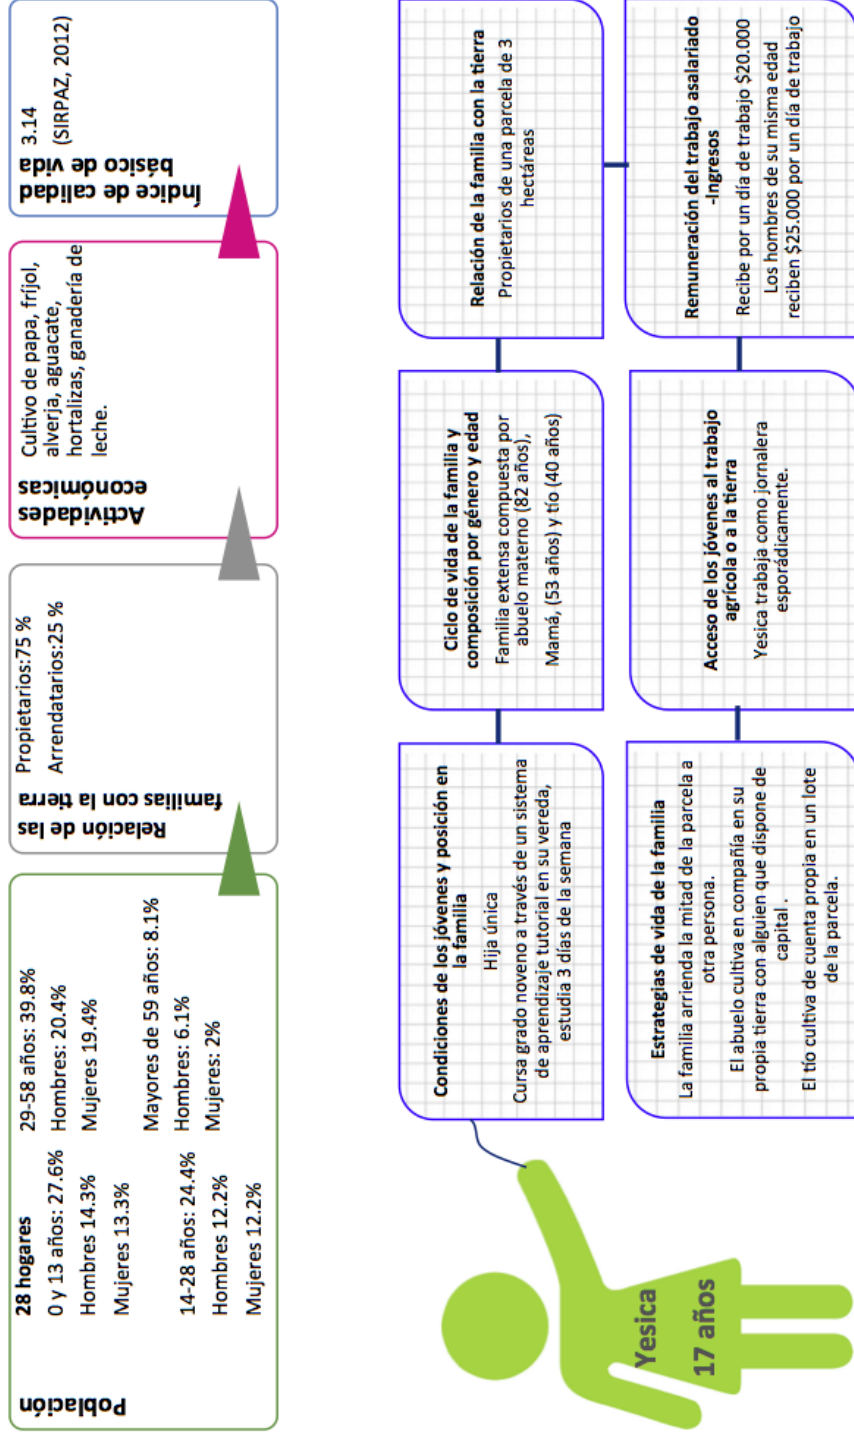 Población
28 hogares
0 y 13 años: 27.6%
Hombres 14.3%
Mujeres 13.3%
14-28 años: 24.4%
Hombres 12.2%
Mujeres 12.2%
29-58 años: 39.8%
Hombres: 20.4%
Mujeres 19.4%
Mayores de 59 años: 8.1%
Hombres: 6.1%
Mujeres: 2%
Relación de las
familias con la tierra
Propietarios:75 %
Arrendatarios:25 %
Actividades
económicas
Cultivo de papa, fríjol,
alverja, aguacate,
hortalizas, ganadería de
leche.
Índice de calidad
básico de vida
3.14
(SIRPAZ, 2012)
Yesica
17 años
Condiciones de los jóvenes y posición en
la familia
Hija única
Cursa grado noveno a través de un sistema
de aprendizaje tutorial en su vereda,
estudia 3 días de la semana
Ciclo de vida de la familia y
composición por género y edad
Familia extensa compuesta por
abuelo materno (82 años),
Mamá, (53 años) y tío (40 años)
Relación de la familia con la tierra
Propietarios de una parcela de 3
hectáreas
Estrategias de vida de la familia
La familia arrienda la mitad de la parcela a
otra persona.
El abuelo cultiva en compañía en su
propia tierra con alguien que dispone de
capital .
El tío cultiva de cuenta propia en un lote
de la parcela.
Acceso de los jóvenes al trabajo
agrícola o a la tierra
Yesica trabaja como jornalera
esporádicamente.
Remuneración del trabajo asalariado
-Ingresos
Recibe por un día de trabajo $20.000
Los hombres de su misma edad
reciben $25.000 por un día de trabajo